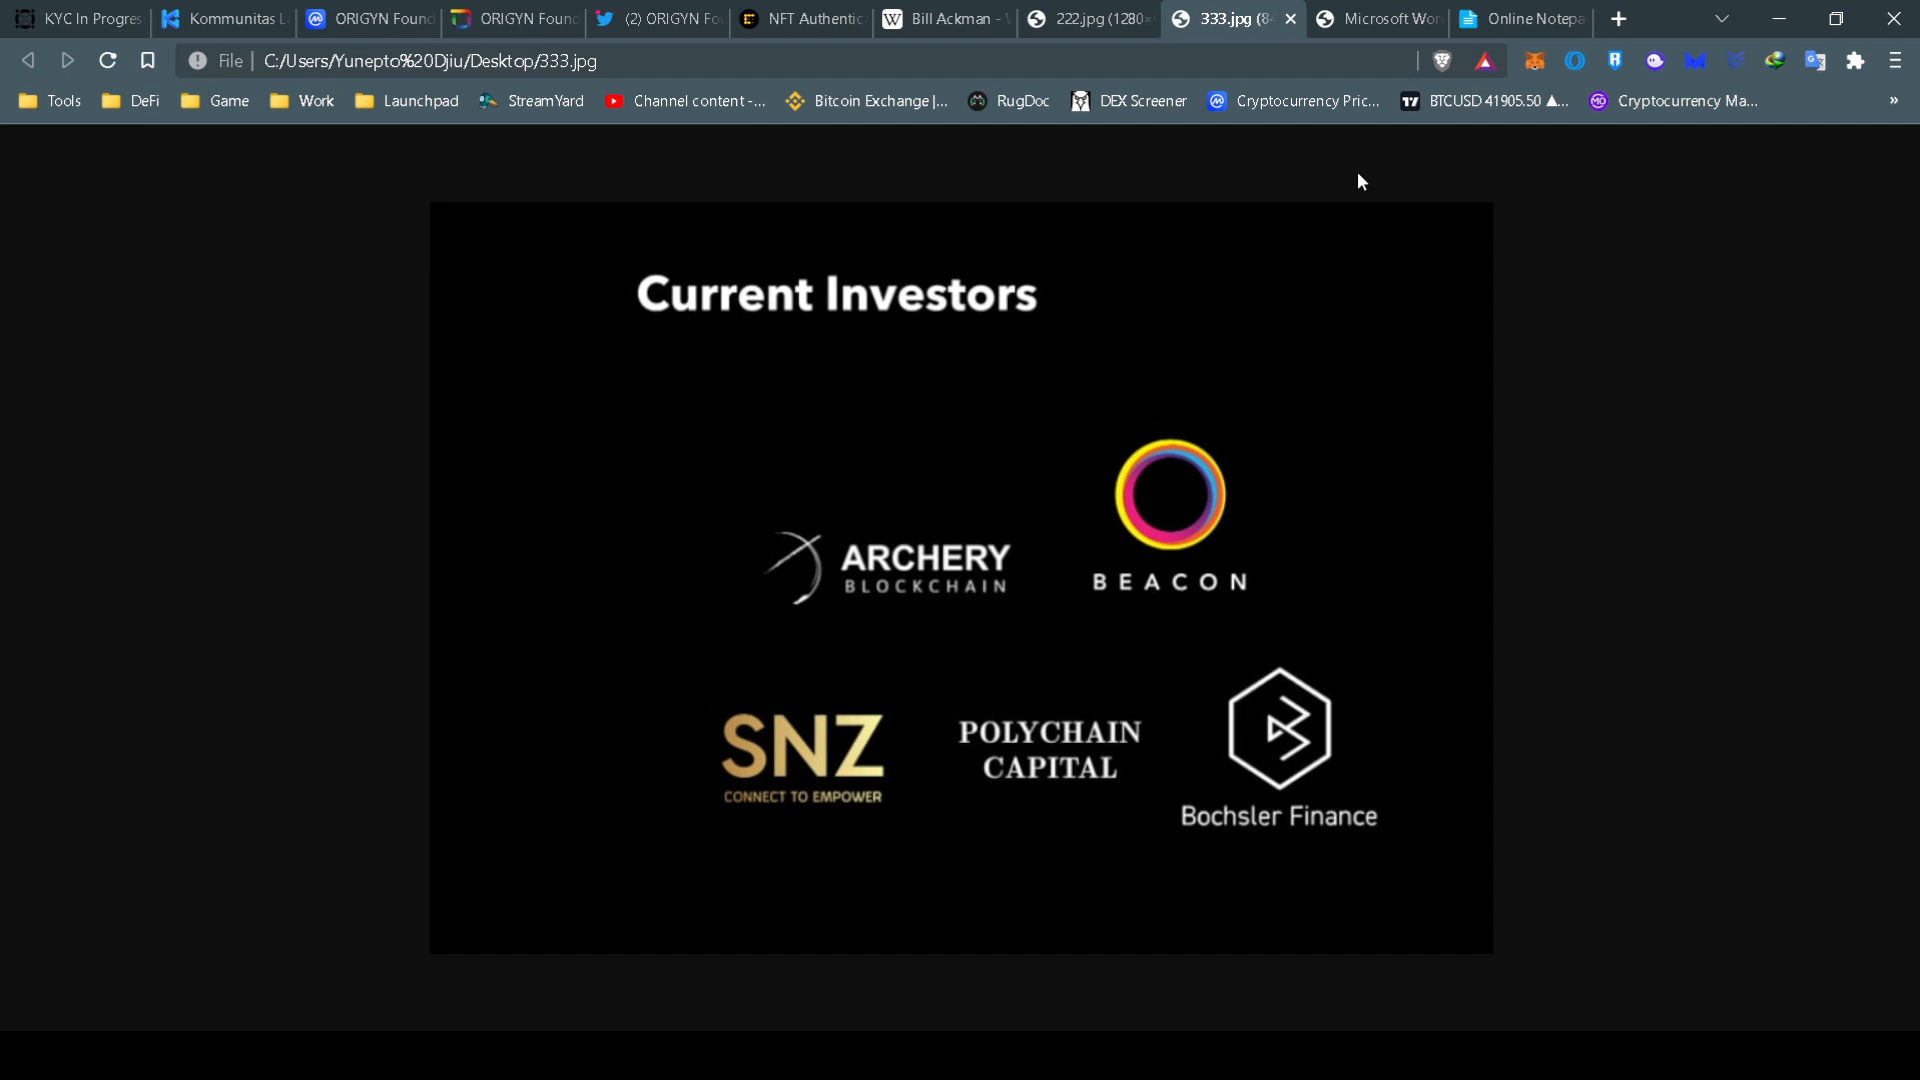 KYC In Progres
Kommunitas L
ORIGYN Found
ORIGYN Foun
(2) ORIGYN Fo
NFT Authentic
W Bill Ackman -
222.jpg (1280×
333.jpg (8
Microsoft Wor
Online Notepa
File
C:/Users/Yunepto%20Djiu/Desktop/333.jpg
Tools
DeFi
Game
Work
Launchpad
StreamYard
Channel content -...
Bitcoin Exchange |...
RugDoc
DEX Screener
Cryptocurrency Pric...
BTCUSD 41905.50 ▲...
Cryptocurrency Ma...
»
Current Investors
ARCHERY
BLOCKCHAIN
BEACON
SNZ
CONNECT TO EMPOWER
POLYCHAIN
CAPITAL
Bochsler Finance